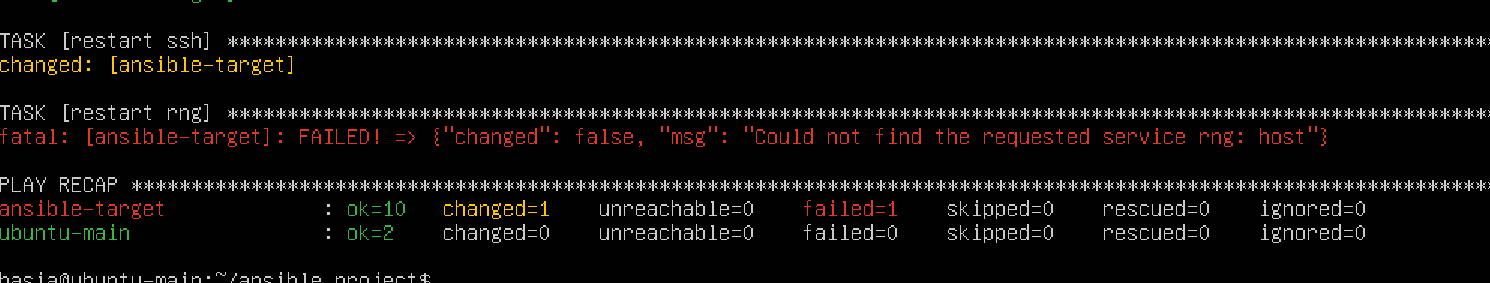 TASK [restart ssh] ******************************************************************************************************
changed: [ansible-target]
TASK [restart rng] ******************************************************************************************************
fatal: [ansible-target]: FAILED! => {"changed": false, "msg": "Could not find the requested service rng: host"}
PLAY RECAP **************************************************************************************************************
ansible-target : ok=10 changed=1 unreachable=0 failed=1 skipped=0 rescued=0 ignored=0
ubuntu-main : ok=2 changed=0 unreachable=0 failed=0 skipped=0 rescued=0 ignored=0
basia@ubuntu-main:~/ansible_project$